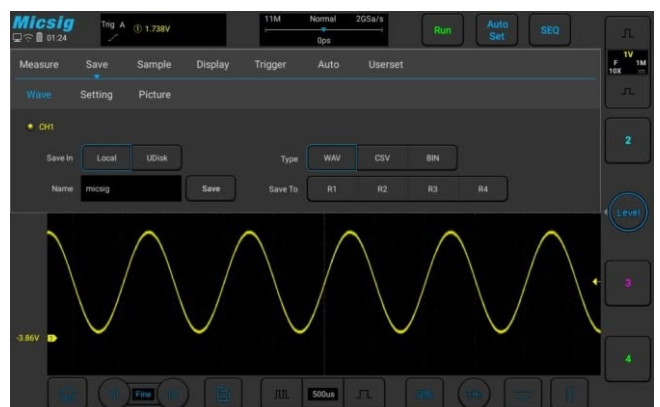 Micsig
01:24
Trig A ① 1.738V
11M Normal 2GSa/s
0ps
Run
Auto Set
SEQ
1V
F 1M
10X
Measure Save Sample Display Trigger Auto Userset
Wave Setting Picture
CH1
Save In Local UDisk Type WAV CSV BIN
Name micsig Save Save To R1 R2 R3 R4
2
Level
3
-3.86V 1
4
Fine
500us